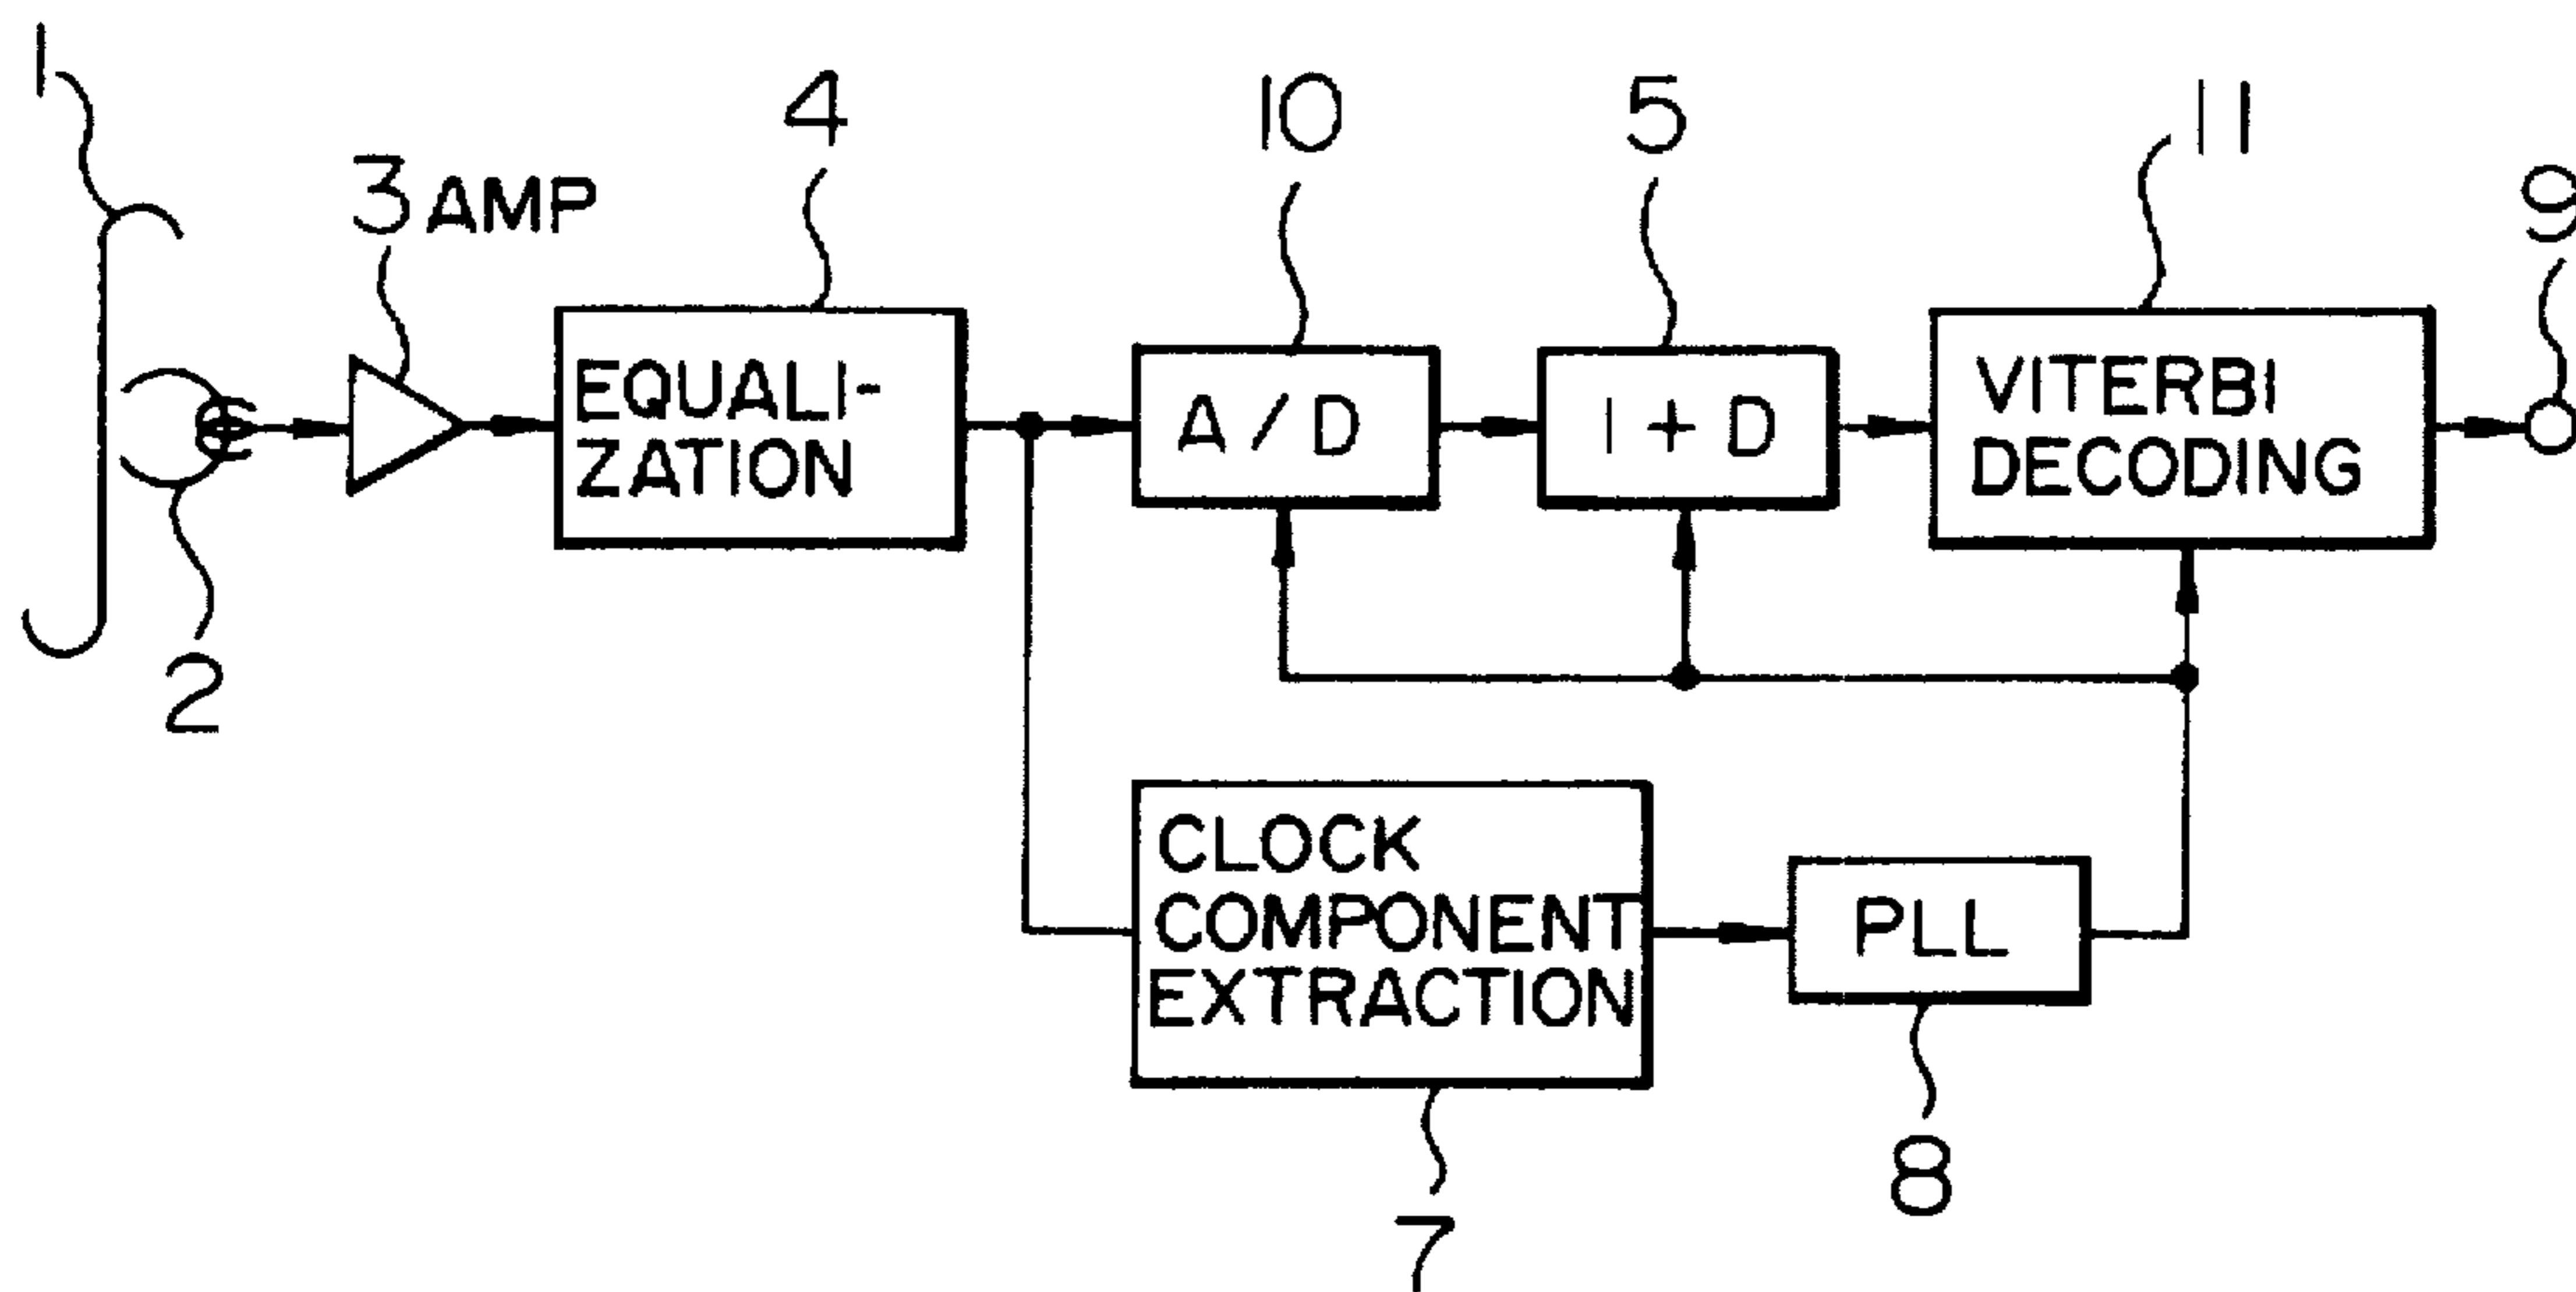 1
3 AMP
4
10
5
11
9
EQUALI-
ZATION
A/D
1+D
VITERBI
DECODING
2
CLOCK
COMPONENT
EXTRACTION
PLL
8
7